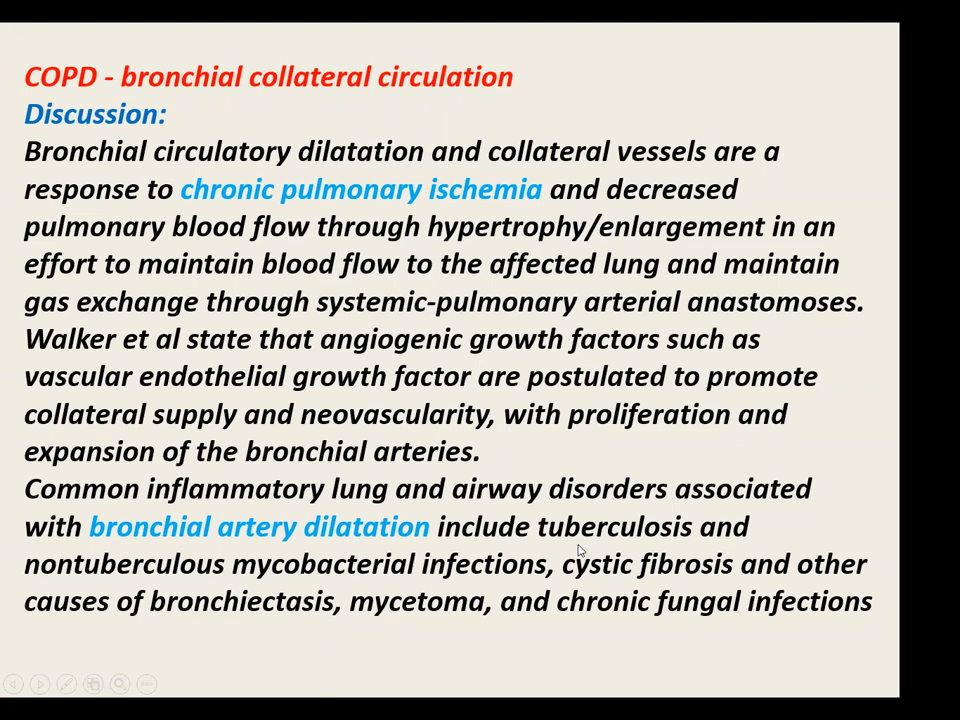 COPD - bronchial collateral circulation
Discussion:
Bronchial circulatory dilatation and collateral vessels are a
response to chronic pulmonary ischemia and decreased
pulmonary blood flow through hypertrophy/enlargement in an
effort to maintain blood flow to the affected lung and maintain
gas exchange through systemic-pulmonary arterial anastomoses.
Walker et al state that angiogenic growth factors such as
vascular endothelial growth factor are postulated to promote
collateral supply and neovascularity, with proliferation and
expansion of the bronchial arteries.
Common inflammatory lung and airway disorders associated
with bronchial artery dilatation include tuberculosis and
nontuberculous mycobacterial infections, cystic fibrosis and other
causes of bronchiectasis, mycetoma, and chronic fungal infections